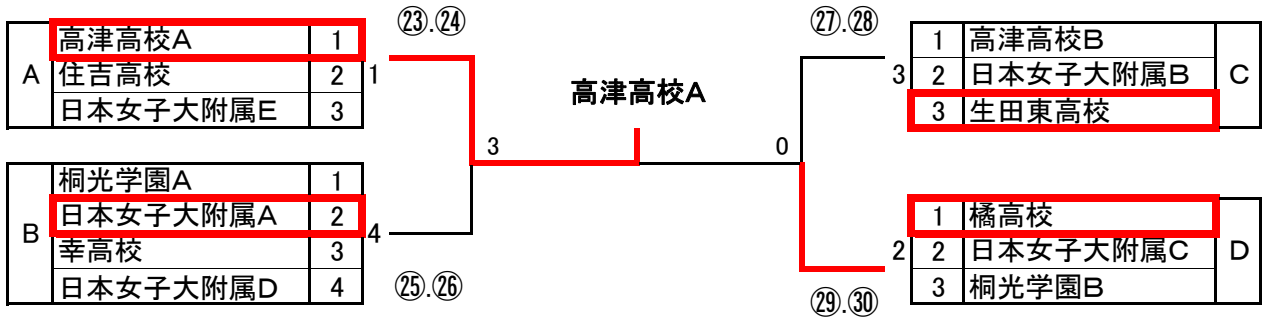 ㉓.㉔
㉗.㉘
A
高津高校A 1
住吉高校 2
日本女子大附属E 3
1
高津高校A
3
1 高津高校B
2 日本女子大附属B
3 生田東高校
C
3
0
B
桐光学園A 1
日本女子大附属A 2
幸高校 3
日本女子大附属D 4
4
2
1 橘高校
2 日本女子大附属C
3 桐光学園B
D
㉕.㉖
㉙.㉚